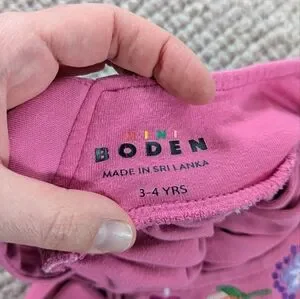 MINI
BODEN
MADE IN SRI LANKA
3-4 YRS